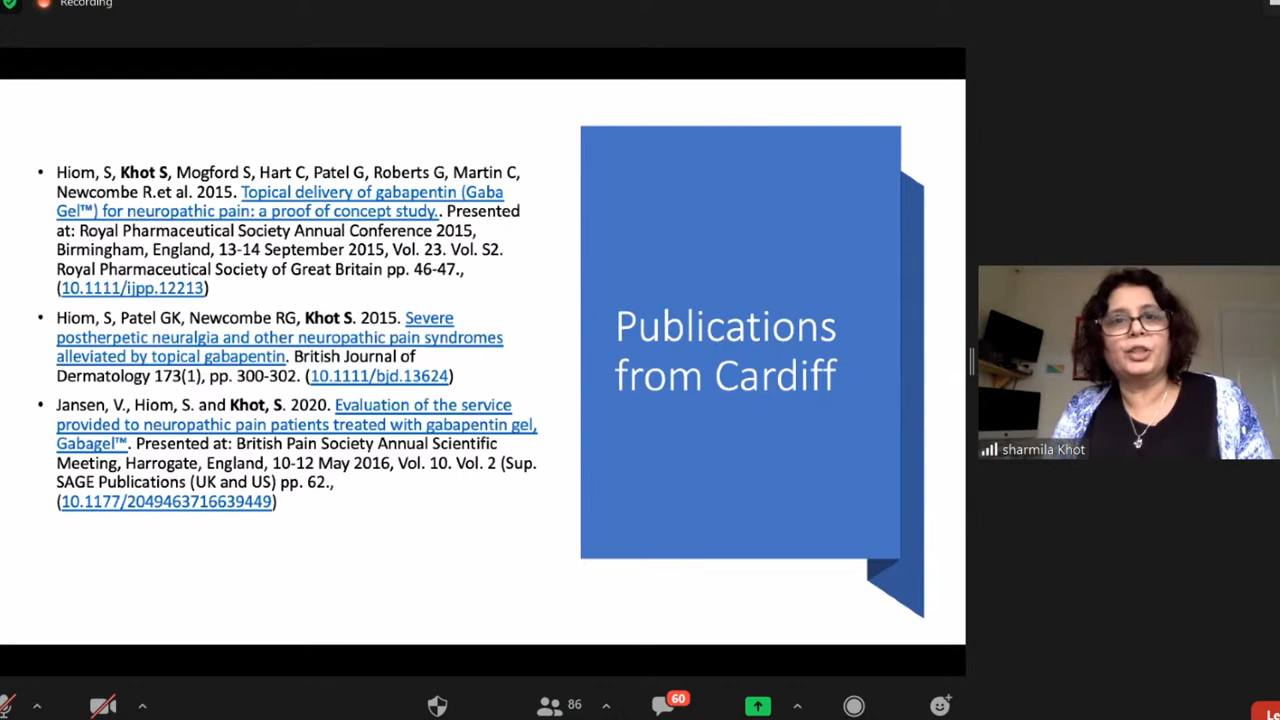 Recording
Hiom, S, Khot S, Mogford S, Hart C, Patel G, Roberts G, Martin C,
Newcombe R.et al. 2015. Topical delivery of gabapentin (Gaba
Gel™) for neuropathic pain: a proof of concept study.. Presented
at: Royal Pharmaceutical Society Annual Conference 2015,
Birmingham, England, 13-14 September 2015, Vol. 23. Vol. S2.
Royal Pharmaceutical Society of Great Britain pp. 46-47.,
(10.1111/ijpp.12213)
Hiom, S, Patel GK, Newcombe RG, Khot S. 2015. Severe
postherpetic neuralgia and other neuropathic pain syndromes
alleviated by topical gabapentin. British Journal of
Dermatology 173(1), pp. 300-302. (10.1111/bjd.13624)
Jansen, V., Hiom, S. and Khot, S. 2020. Evaluation of the service
provided to neuropathic pain patients treated with gabapentin gel,
Gabagel™. Presented at: British Pain Society Annual Scientific
Meeting, Harrogate, England, 10-12 May 2016, Vol. 10. Vol. 2 (Sup.
SAGE Publications (UK and US) pp. 62.,
(10.1177/2049463716639449)
Publications
from Cardiff
sharmila Khot
86
60